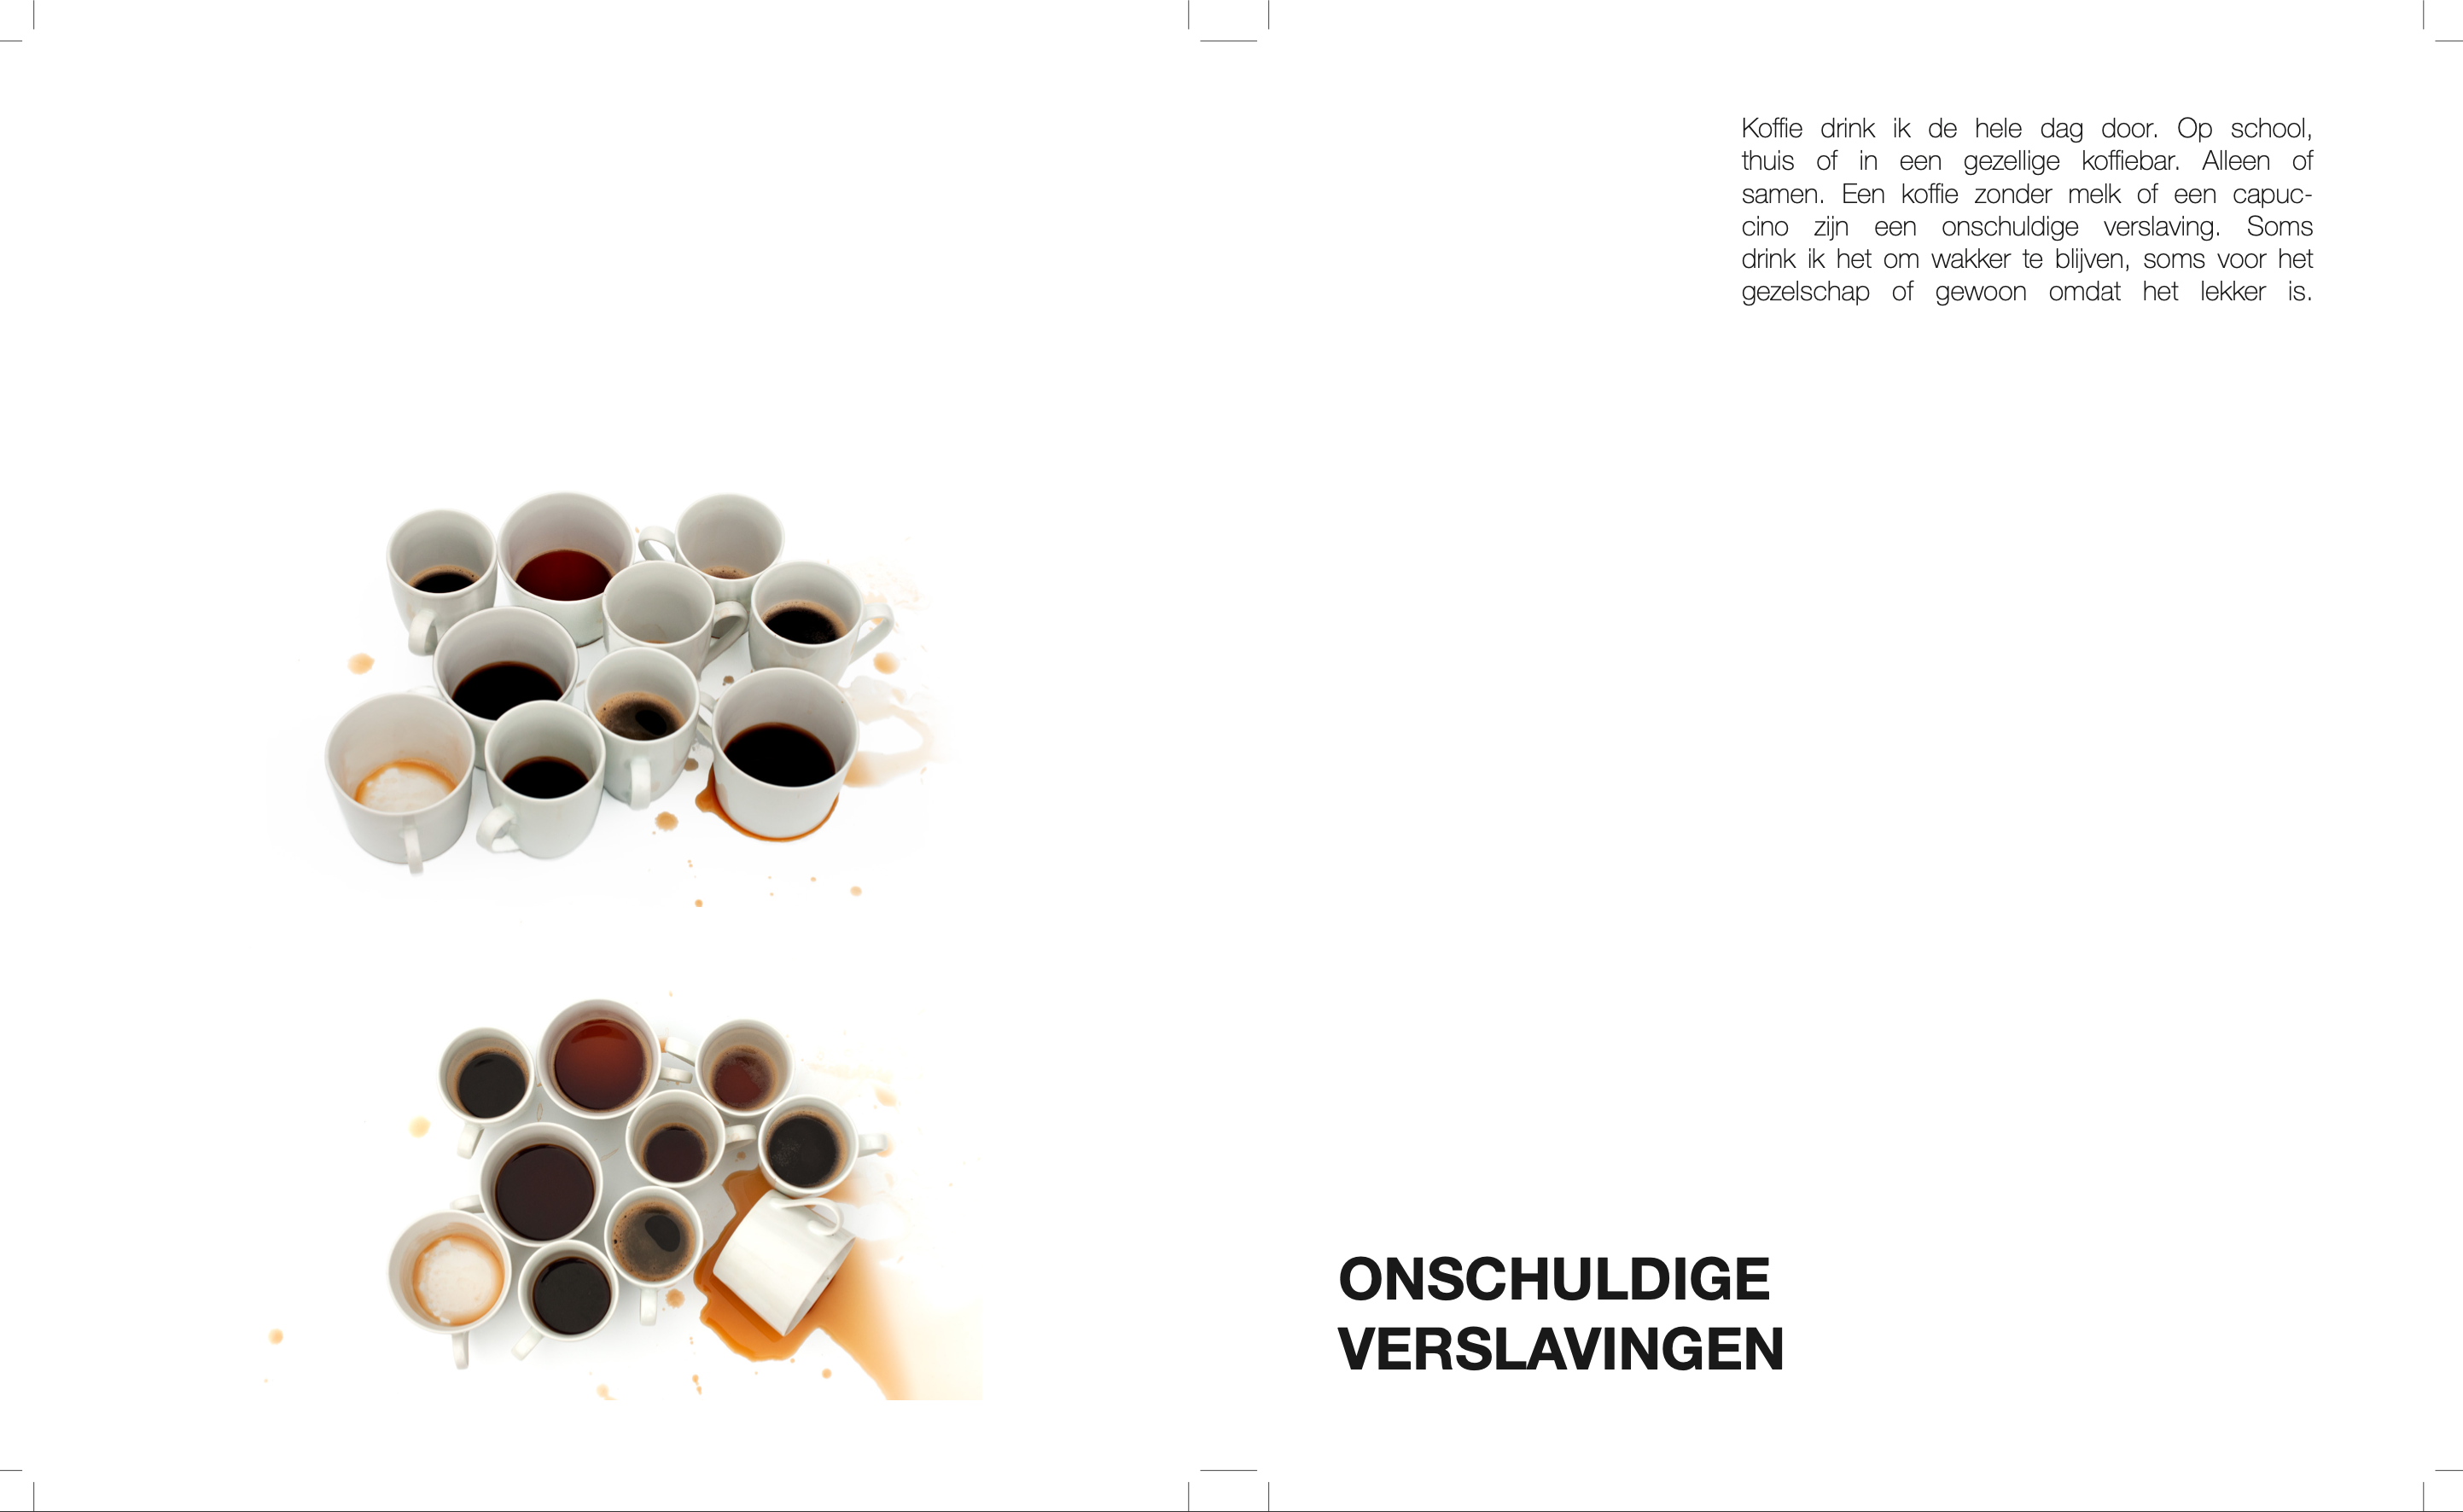 Koffie drink ik de hele dag door. Op school,
thuis of in een gezellige koffiebar. Alleen of
samen. Een koffie zonder melk of een capuc-
cino zijn een onschuldige verslaving. Soms
drink ik het om wakker te blijven, soms voor het
gezelschap of gewoon omdat het lekker is.
ONSCHULDIGE
VERSLAVINGEN